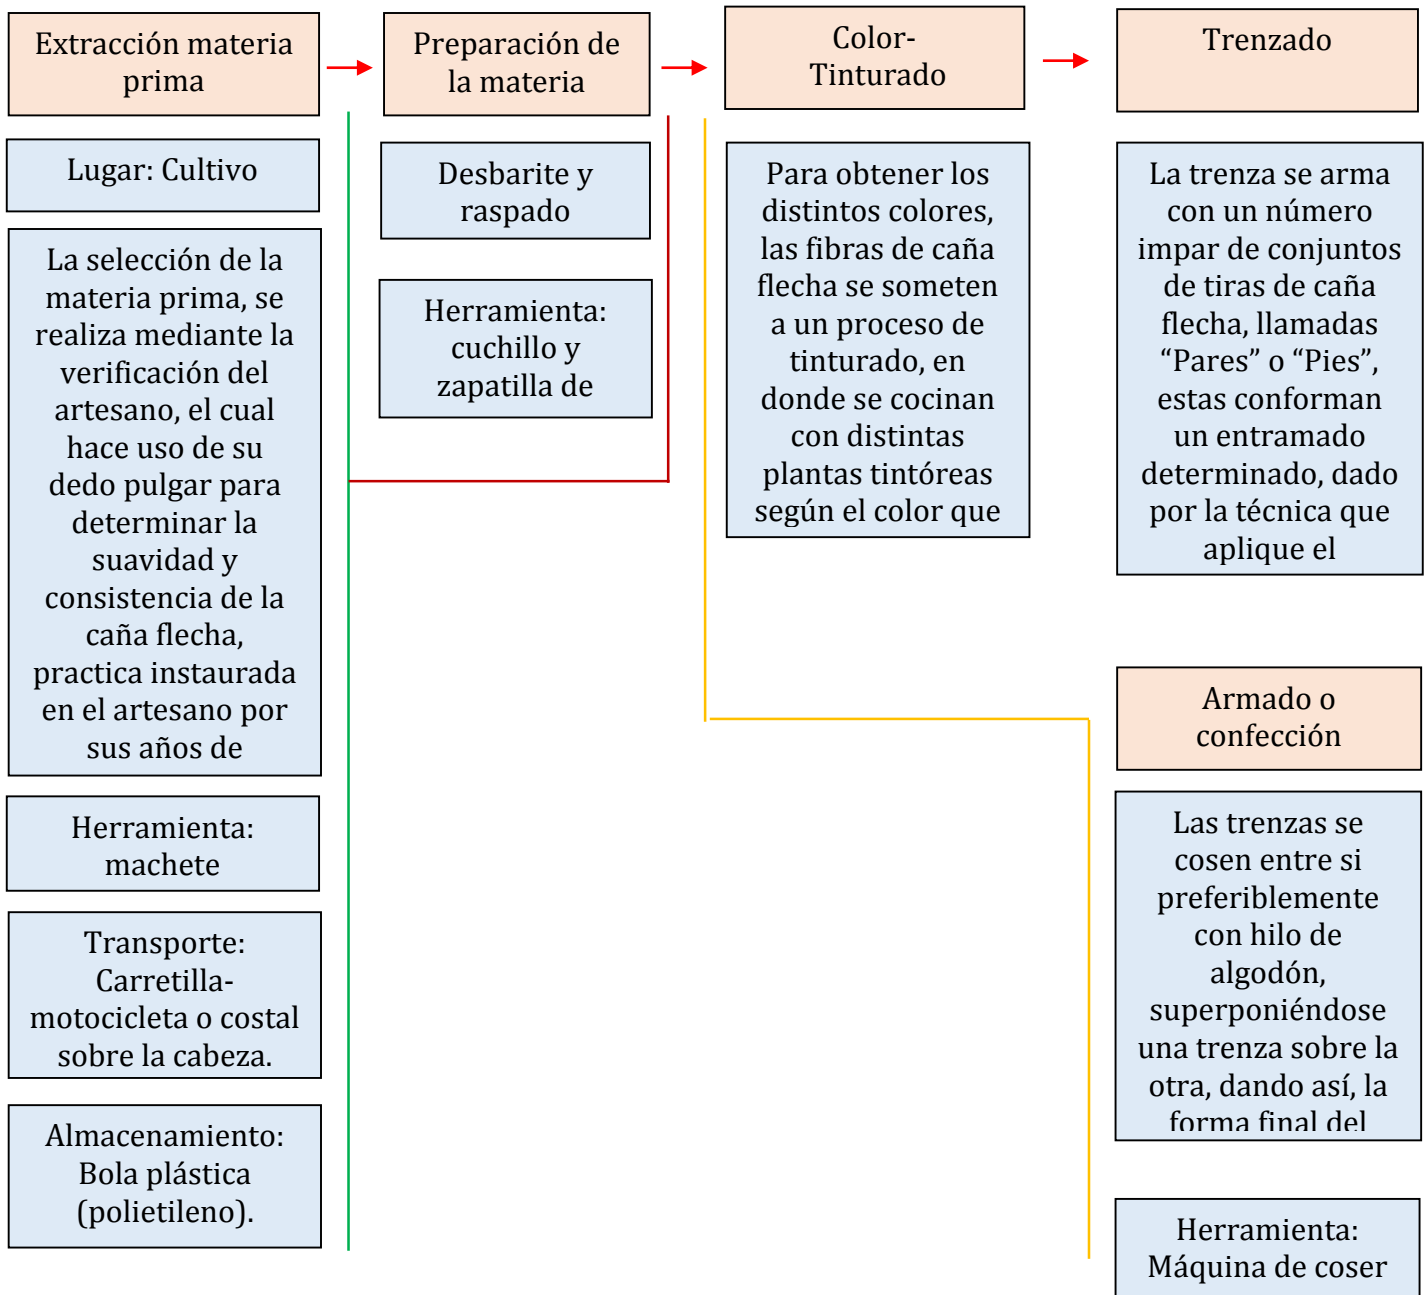 Extracción materia
prima
Preparación de
la materia
Color-
Tinturado
Trenzado
Lugar: Cultivo
La selección de la
materia prima, se
realiza mediante la
verificación del
artesano, el cual
hace uso de su
dedo pulgar para
determinar la
suavidad y
consistencia de la
caña flecha,
practica instaurada
en el artesano por
sus años de
Herramienta:
machete
Transporte:
Carretilla-
motocicleta o costal
sobre la cabeza.
Almacenamiento:
Bola plástica
(polietileno).
Desbarite y
raspado
Herramienta:
cuchillo y
zapatilla de
Para obtener los
distintos colores,
las fibras de caña
flecha se someten
a un proceso de
tinturado, en
donde se cocinan
con distintas
plantas tintóreas
según el color que
La trenza se arma
con un número
impar de conjuntos
de tiras de caña
flecha, llamadas
“Pares” o “Pies”,
estas conforman
un entramado
determinado, dado
por la técnica que
aplique el
Armado o
confección
Las trenzas se
cosen entre si
preferiblemente
con hilo de
algodón,
superponiéndose
una trenza sobre la
otra, dando así, la
forma final del
Herramienta:
Máquina de coser